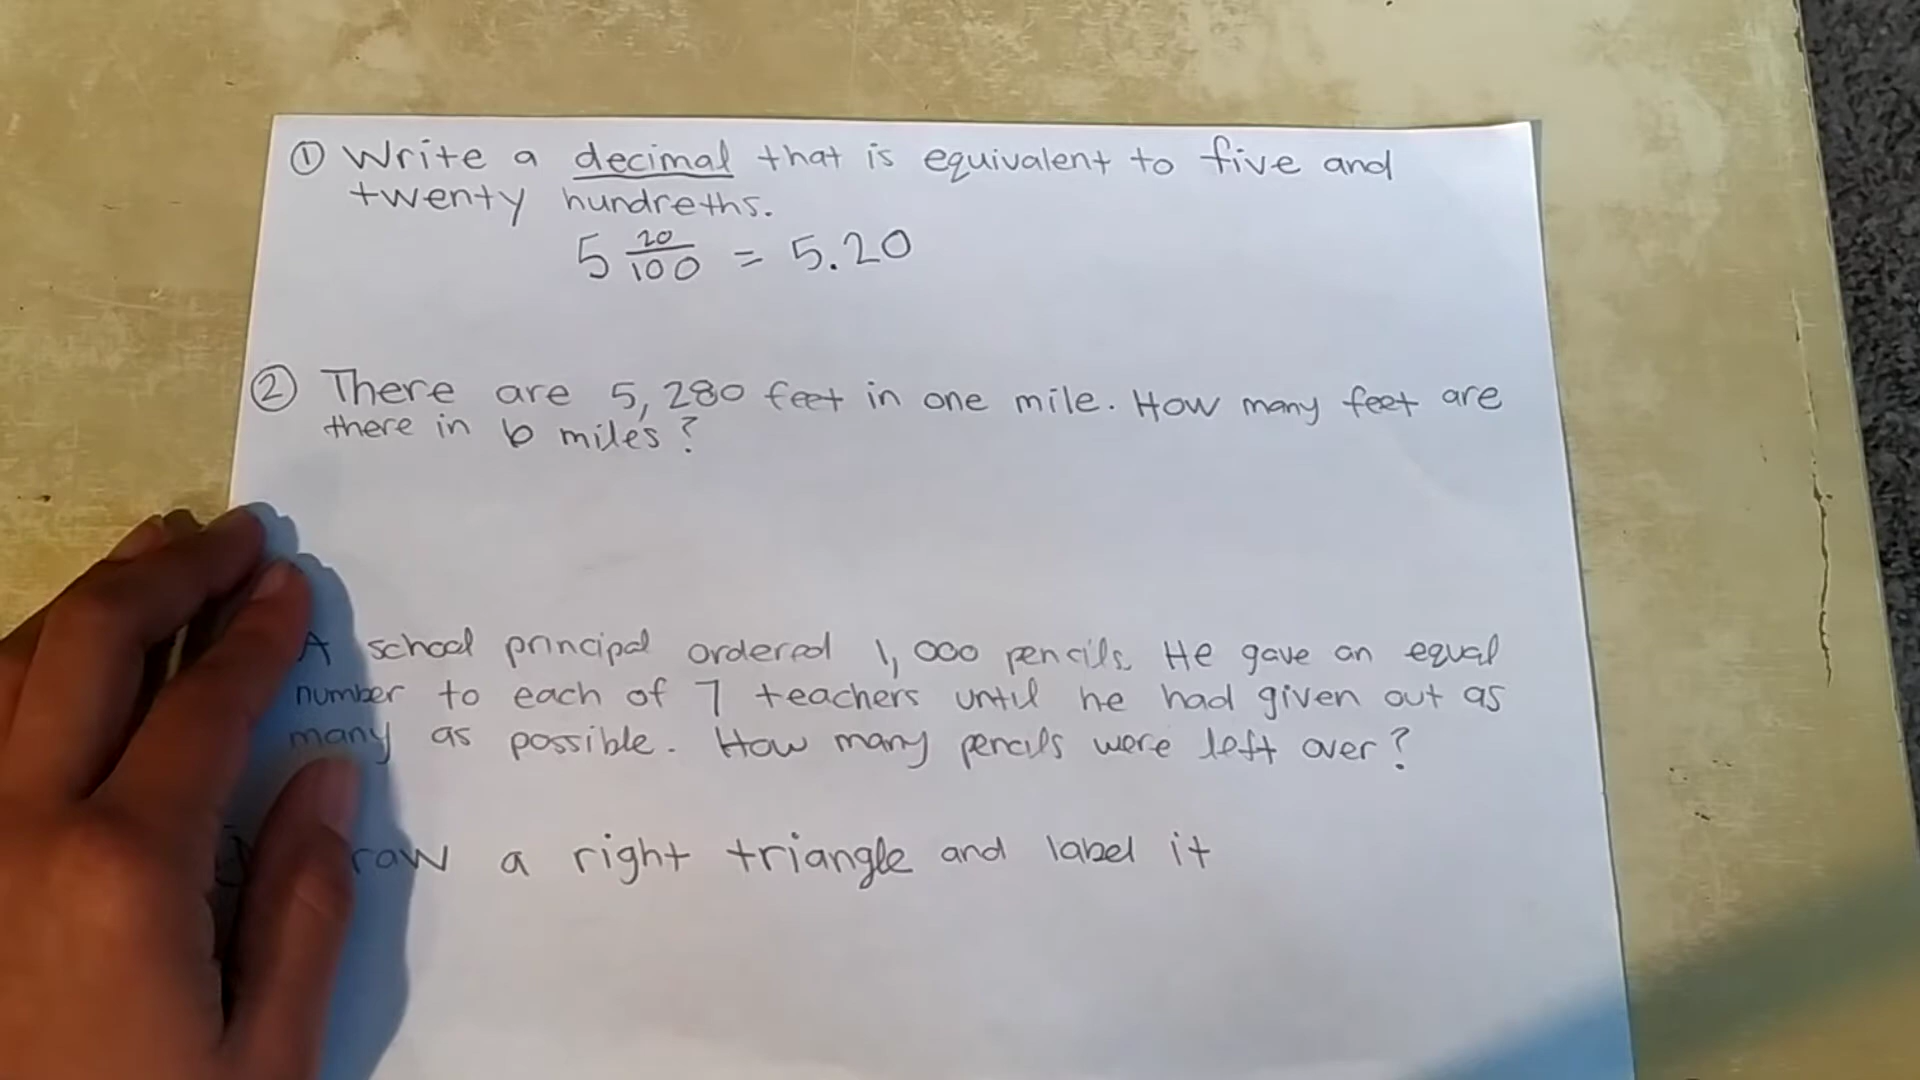 ① Write a decimal that is equivalent to five and
twenty hundreths.
5 20/100 = 5.20
② There are 5,280 feet in one mile. How many feet are
there in 6 miles?
A school principal ordered 1,000 pencils. He gave an equal
number to each of 7 teachers until he had given out as
many as possible. How many pencils were left over?
raw a right triangle and label it